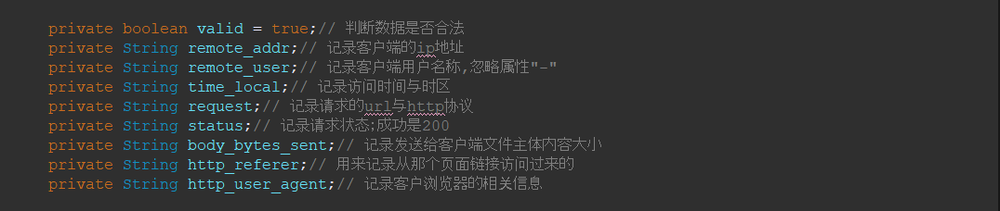 private boolean valid = true;// 判断数据是否合法
private String remote_addr;// 记录客户端的ip地址
private String remote_user;// 记录客户端用户名称,忽略属性"-"
private String time_local;// 记录访问时间与时区
private String request;// 记录请求的url与http协议
private String status;// 记录请求状态;成功是200
private String body_bytes_sent;// 记录发送给客户端文件主体内容大小
private String http_referer;// 用来记录从那个页面链接访问过来的
private String http_user_agent;// 记录客户浏览器的相关信息